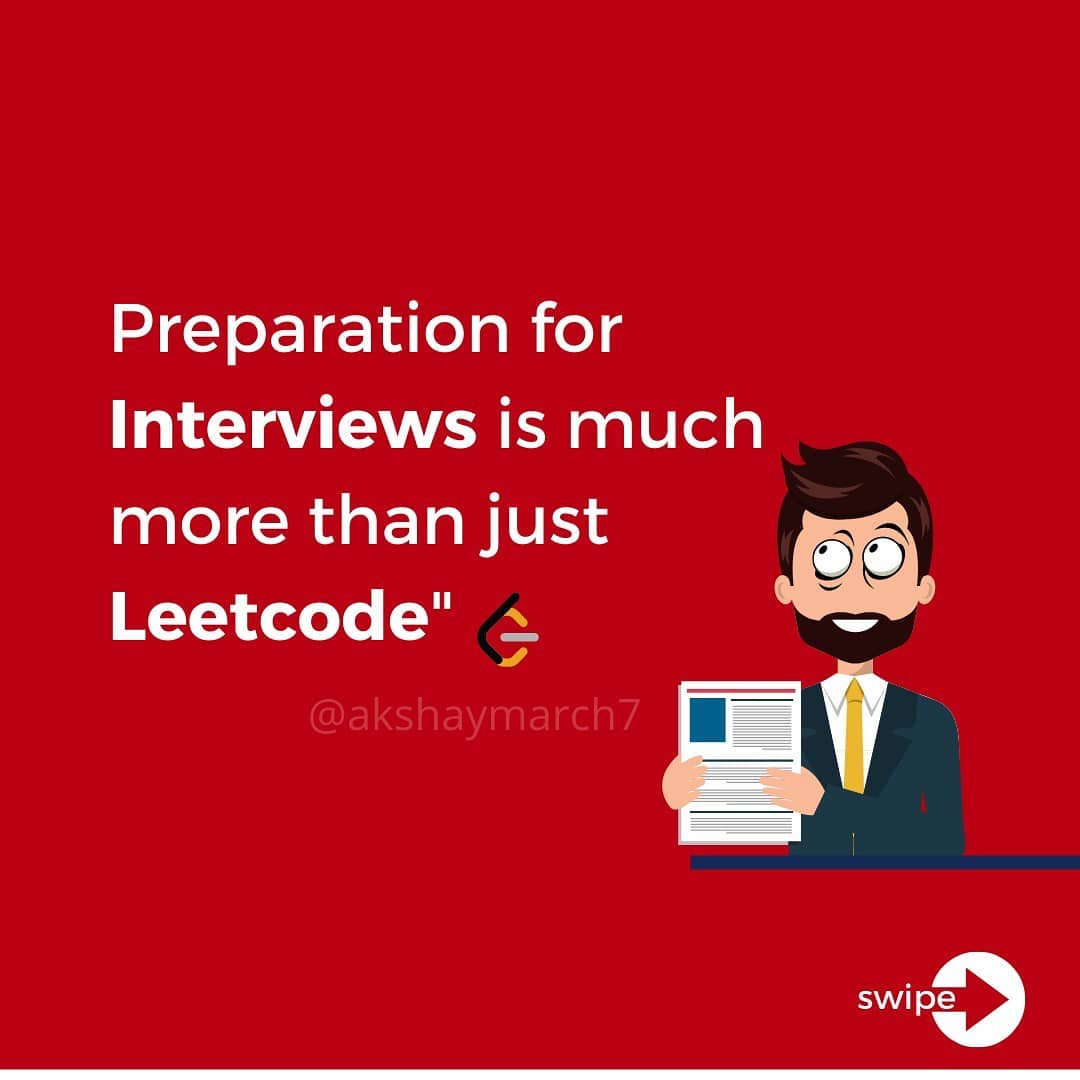 Preparation for
Interviews is much
more than just
Leetcode"
@akshaymarch7
swipe